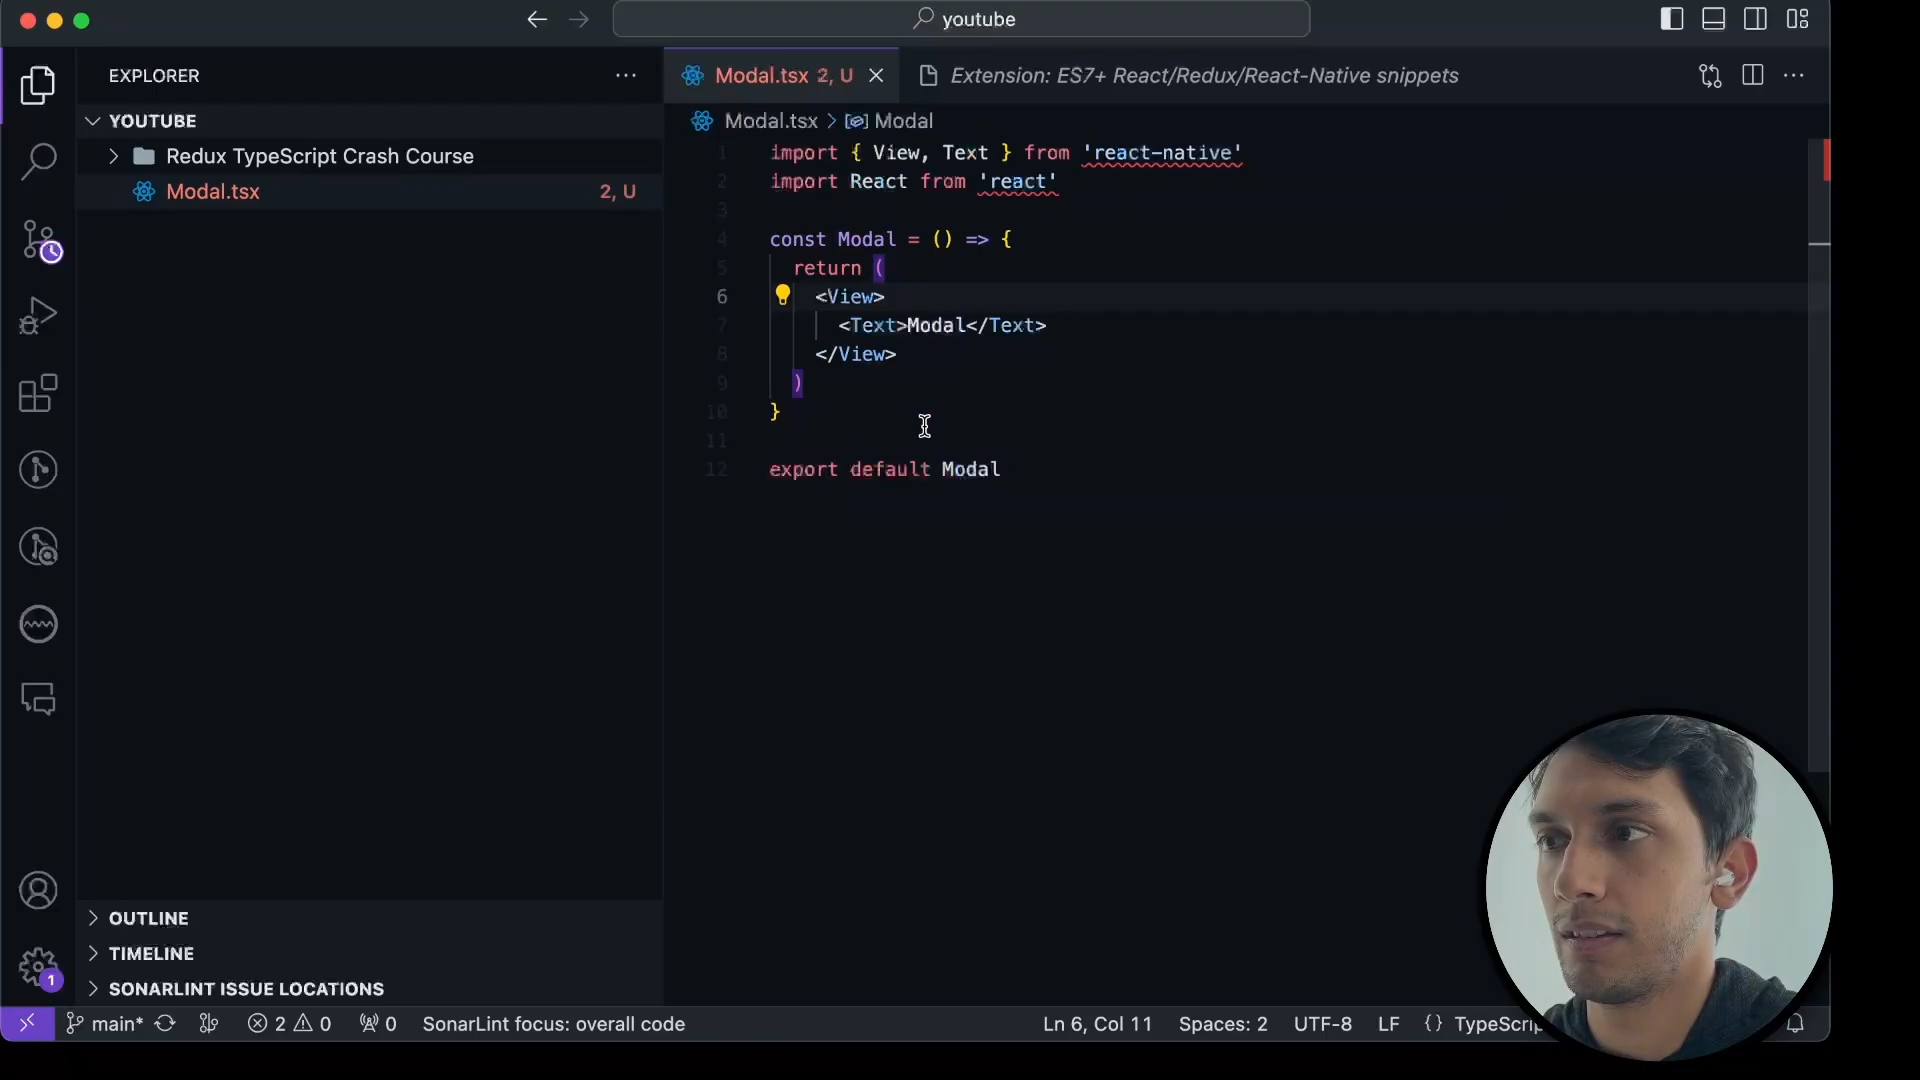 youtube
EXPLORER
Modal.tsx 2, U
Extension: ES7+ React/Redux/React-Native snippets
YOUTUBE
Modal.tsx > Modal
Redux TypeScript Crash Course
Modal.tsx 2, U
1 import { View, Text } from 'react-native'
2 import React from 'react'
3
4 const Modal = () => {
5 return (
6 <View>
7 <Text>Modal</Text>
8 </View>
9 )
10 }
11
12 export default Modal
OUTLINE
TIMELINE
1
SONARLINT ISSUE LOCATIONS
main* 2 0 0 SonarLint focus: overall code Ln 6, Col 11 Spaces: 2 UTF-8 LF {}